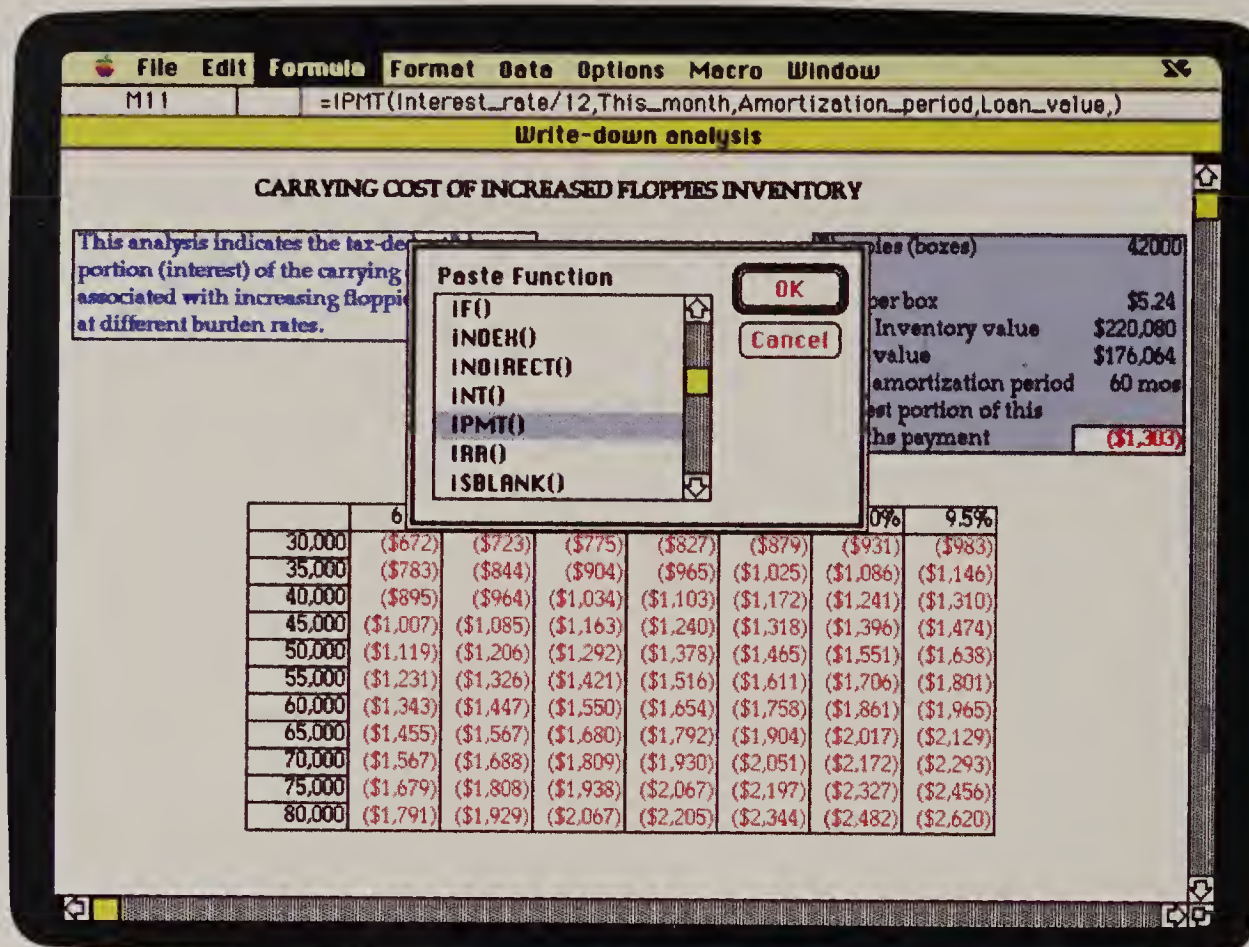 File Edit Formula Format Data Options Macro Window
M11 =IPMT(Interest_rate/12,This_month,Amortization_period,Loan_value,)
Write-down analysis
CARRYING COST OF INCREASED FLOPPIES INVENTORY
This analysis indicates the tax-de
portion (interest) of the carrying
associated with increasing floppi
at different burden rates.
Paste Function
IF()
INDEX()
INDIRECT()
INT()
IPMT()
IRR()
ISBLANK()
OK
Cancel
(boxes) 42000
per box $5.24
Inventory value $220,080
value $176,064
amortization period 60 mos
portion of this
payment ($1,303)
6 0% 9.5%
30,000 ($672) ($723) ($775) ($827) ($879) ($931) ($983)
35,000 ($783) ($844) ($904) ($965) ($1,025) ($1,086) ($1,146)
40,000 ($895) ($964) ($1,034) ($1,103) ($1,172) ($1,241) ($1,310)
45,000 ($1,007) ($1,085) ($1,163) ($1,240) ($1,318) ($1,396) ($1,474)
50,000 ($1,119) ($1,206) ($1,292) ($1,378) ($1,465) ($1,551) ($1,638)
55,000 ($1,231) ($1,326) ($1,421) ($1,516) ($1,611) ($1,706) ($1,801)
60,000 ($1,343) ($1,447) ($1,550) ($1,654) ($1,758) ($1,861) ($1,965)
65,000 ($1,455) ($1,567) ($1,680) ($1,792) ($1,904) ($2,017) ($2,129)
70,000 ($1,567) ($1,688) ($1,809) ($1,930) ($2,051) ($2,172) ($2,293)
75,000 ($1,679) ($1,808) ($1,938) ($2,067) ($2,197) ($2,327) ($2,456)
80,000 ($1,791) ($1,929) ($2,067) ($2,205) ($2,344) ($2,482) ($2,620)